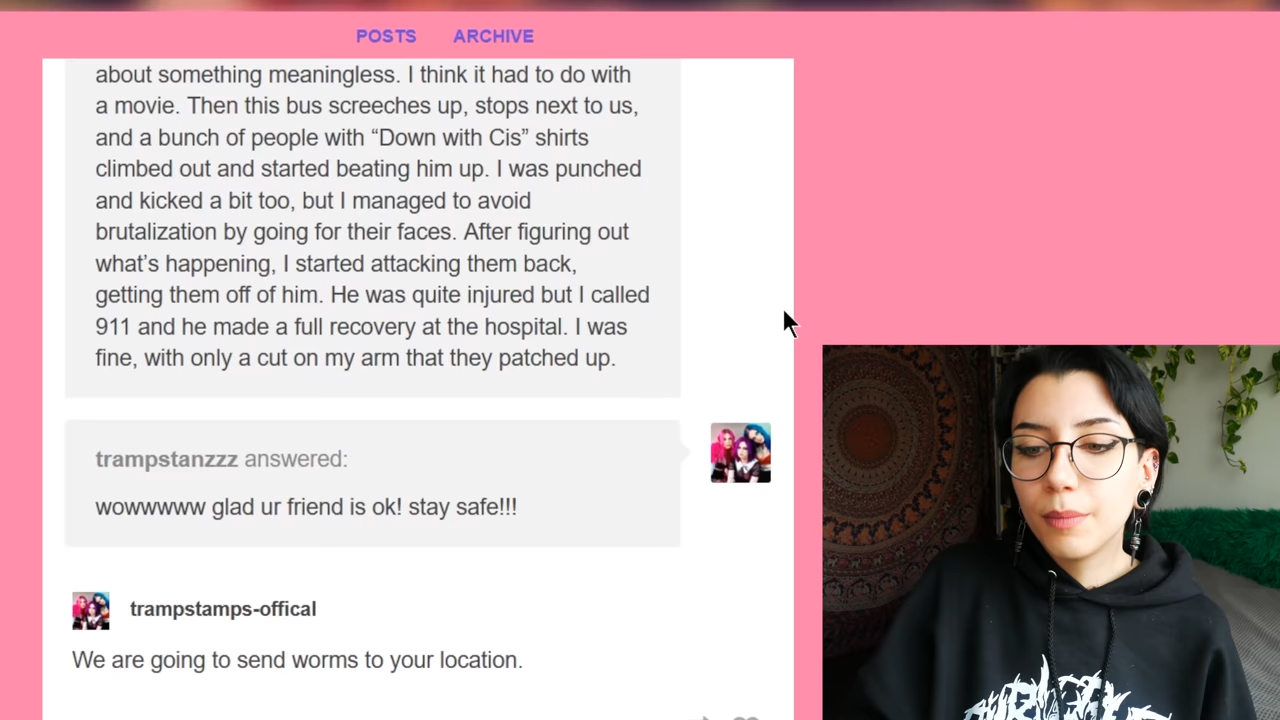 POSTS ARCHIVE
about something meaningless. I think it had to do with
a movie. Then this bus screeches up, stops next to us,
and a bunch of people with “Down with Cis” shirts
climbed out and started beating him up. I was punched
and kicked a bit too, but I managed to avoid
brutalization by going for their faces. After figuring out
what’s happening, I started attacking them back,
getting them off of him. He was quite injured but I called
911 and he made a full recovery at the hospital. I was
fine, with only a cut on my arm that they patched up.
trampstanzzz answered:
wowwwww glad ur friend is ok! stay safe!!!
trampstamps-offical
We are going to send worms to your location.